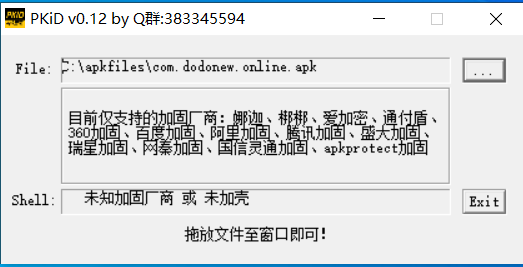 PKiD v0.12 by Q群:383345594
File: C:\apkfiles\com.dodonew.online.apk ...
目前仅支持的加固厂商：娜迦、梆梆、爱加密、通付盾、
360加固、百度加固、阿里加固、腾讯加固、盛大加固、
瑞星加固、网秦加固、国信灵通加固、apkprotect加固
Shell: 未知加固厂商 或 未加壳 Exit
拖放文件至窗口即可!